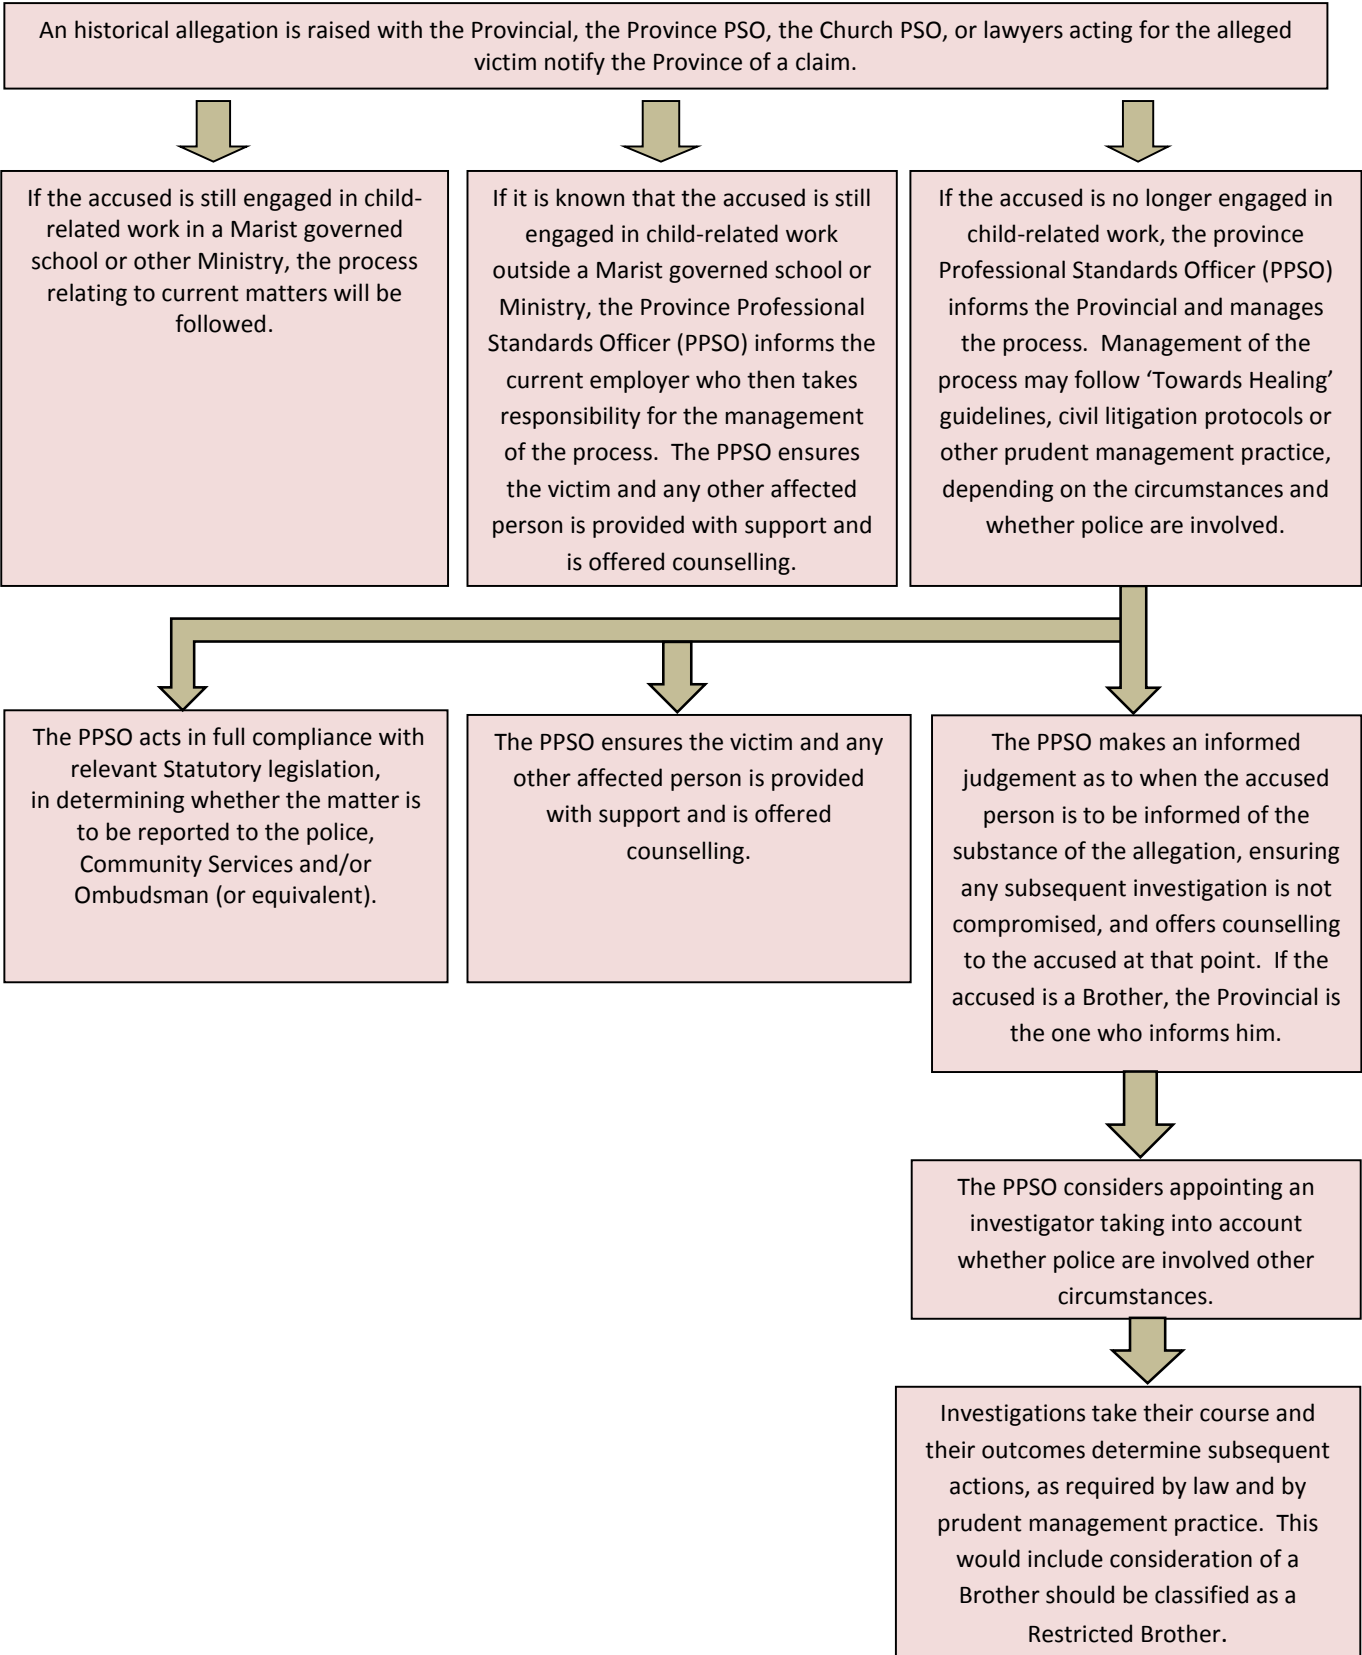 An historical allegation is raised with the Provincial, the Province PSO, the Church PSO, or lawyers acting for the alleged
victim notify the Province of a claim.
If the accused is still engaged in child-
related work in a Marist governed
school or other Ministry, the process
relating to current matters will be
followed.
If it is known that the accused is still
engaged in child-related work
outside a Marist governed school or
Ministry, the Province Professional
Standards Officer (PPSO) informs the
current employer who then takes
responsibility for the management
of the process.  The PPSO ensures
the victim and any other affected
person is provided with support and
is offered counselling.
If the accused is no longer engaged in
child-related work, the province
Professional Standards Officer (PPSO)
informs the Provincial and manages
the process.  Management of the
process may follow ‘Towards Healing’
guidelines, civil litigation protocols or
other prudent management practice,
depending on the circumstances and
whether police are involved.
The PPSO acts in full compliance with
relevant Statutory legislation,
in determining whether the matter is
to be reported to the police,
Community Services and/or
Ombudsman (or equivalent).
The PPSO ensures the victim and any
other affected person is provided
with support and is offered
counselling.
The PPSO makes an informed
judgement as to when the accused
person is to be informed of the
substance of the allegation, ensuring
any subsequent investigation is not
compromised, and offers counselling
to the accused at that point.  If the
accused is a Brother, the Provincial is
the one who informs him.
The PPSO considers appointing an
investigator taking into account
whether police are involved other
circumstances.
Investigations take their course and
their outcomes determine subsequent
actions, as required by law and by
prudent management practice.  This
would include consideration of a
Brother should be classified as a
Restricted Brother.